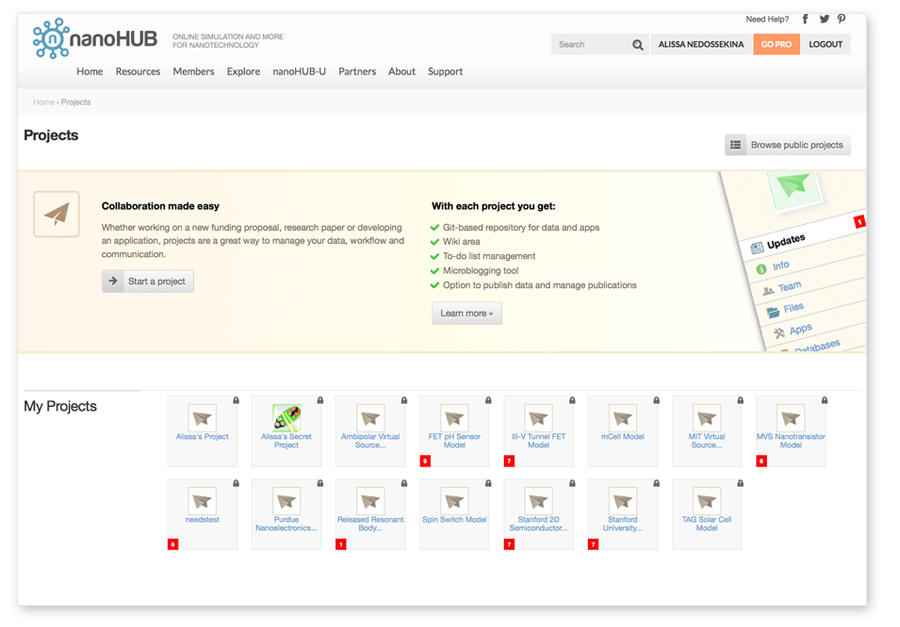 Need Help?
nanoHUB
ONLINE SIMULATION AND MORE
FOR NANOTECHNOLOGY
Search
ALISSA NEDOSSEKINA
GO PRO
LOGOUT
Home Resources Members Explore nanoHUB-U Partners About Support
Home › Projects
Projects
Browse public projects
Collaboration made easy
Whether working on a new funding proposal, research paper or developing
an application, projects are a great way to manage your data, workflow and
communication.
Start a project
With each project you get:
Git-based repository for data and apps
Wiki area
To-do list management
Microblogging tool
Option to publish data and manage publications
Learn more »
1
Updates
Info
Team
Files
Apps
Databases
My Projects
Alissa's Project
Alissa's Secret
Project
Ambipolar Virtual
Source...
FET pH Sensor
Model
9
III-V Tunnel FET
Model
7
mCell Model
MIT Virtual
Source...
MVS Nanotransistor
Model
6
needstest
6
Purdue
Nanoelectronics...
Released Resonant
Body...
1
Spin Switch Model
Stanford 2D
Semiconductor...
7
Stanford
University...
7
TAG Solar Cell
Model